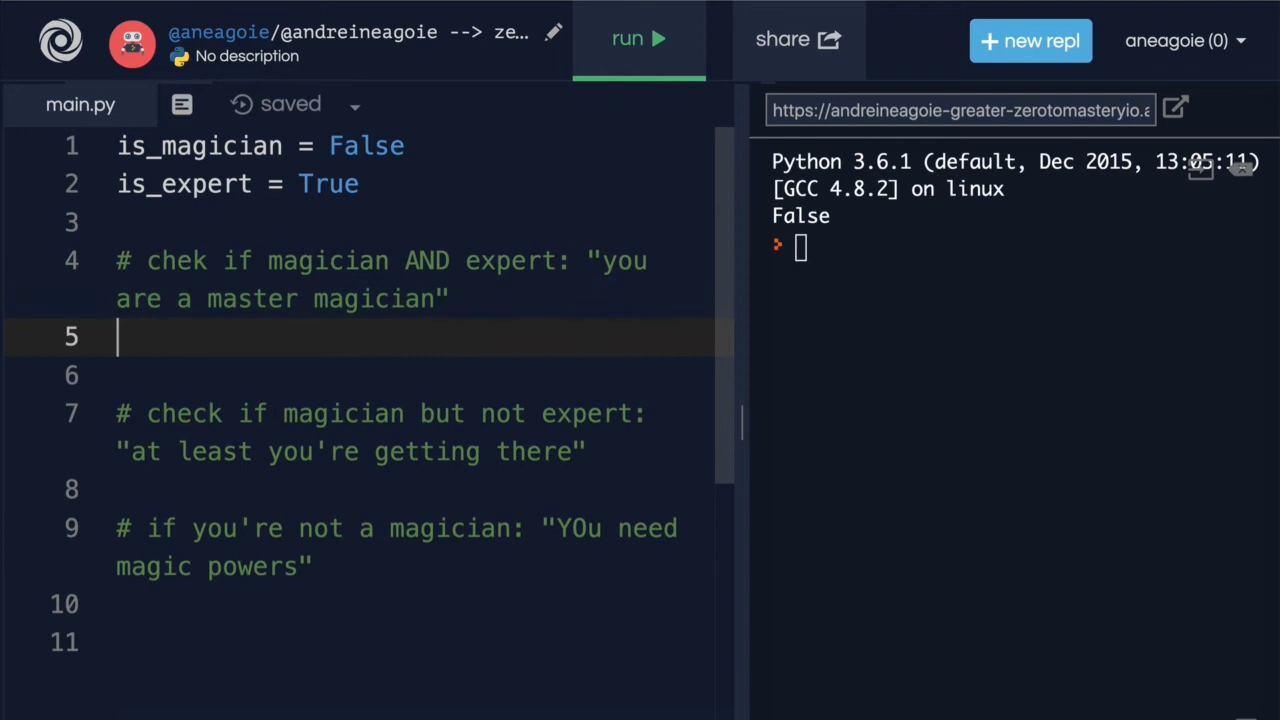 @aneagoie/@andreineagoie --> ze...
No description
run
share
+ new repl
aneagoie (0)
main.py
saved
https://andreineagoie-greater-zerotomasteryio.a
1 is_magician = False
2 is_expert = True
3
4 # chek if magician AND expert: "you
are a master magician"
5
6
7 # check if magician but not expert:
"at least you're getting there"
8
9 # if you're not a magician: "YOu need
magic powers"
10
11
Python 3.6.1 (default, Dec 2015, 13:05:11)
[GCC 4.8.2] on linux
False